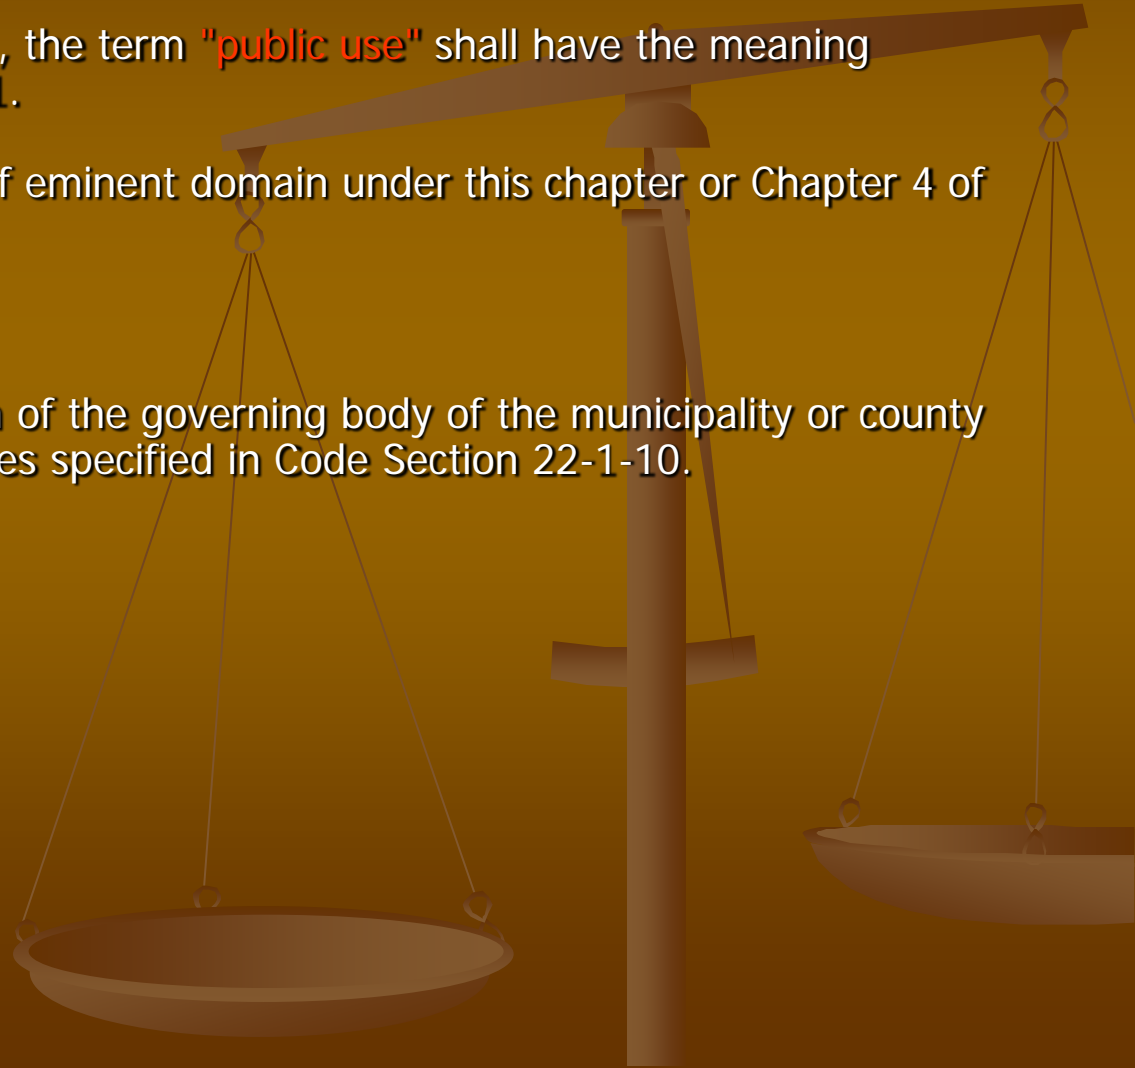 , the term "public use" shall have the meaning
1.
f eminent domain under this chapter or Chapter 4 of
of the governing body of the municipality or county
es specified in Code Section 22-1-10.